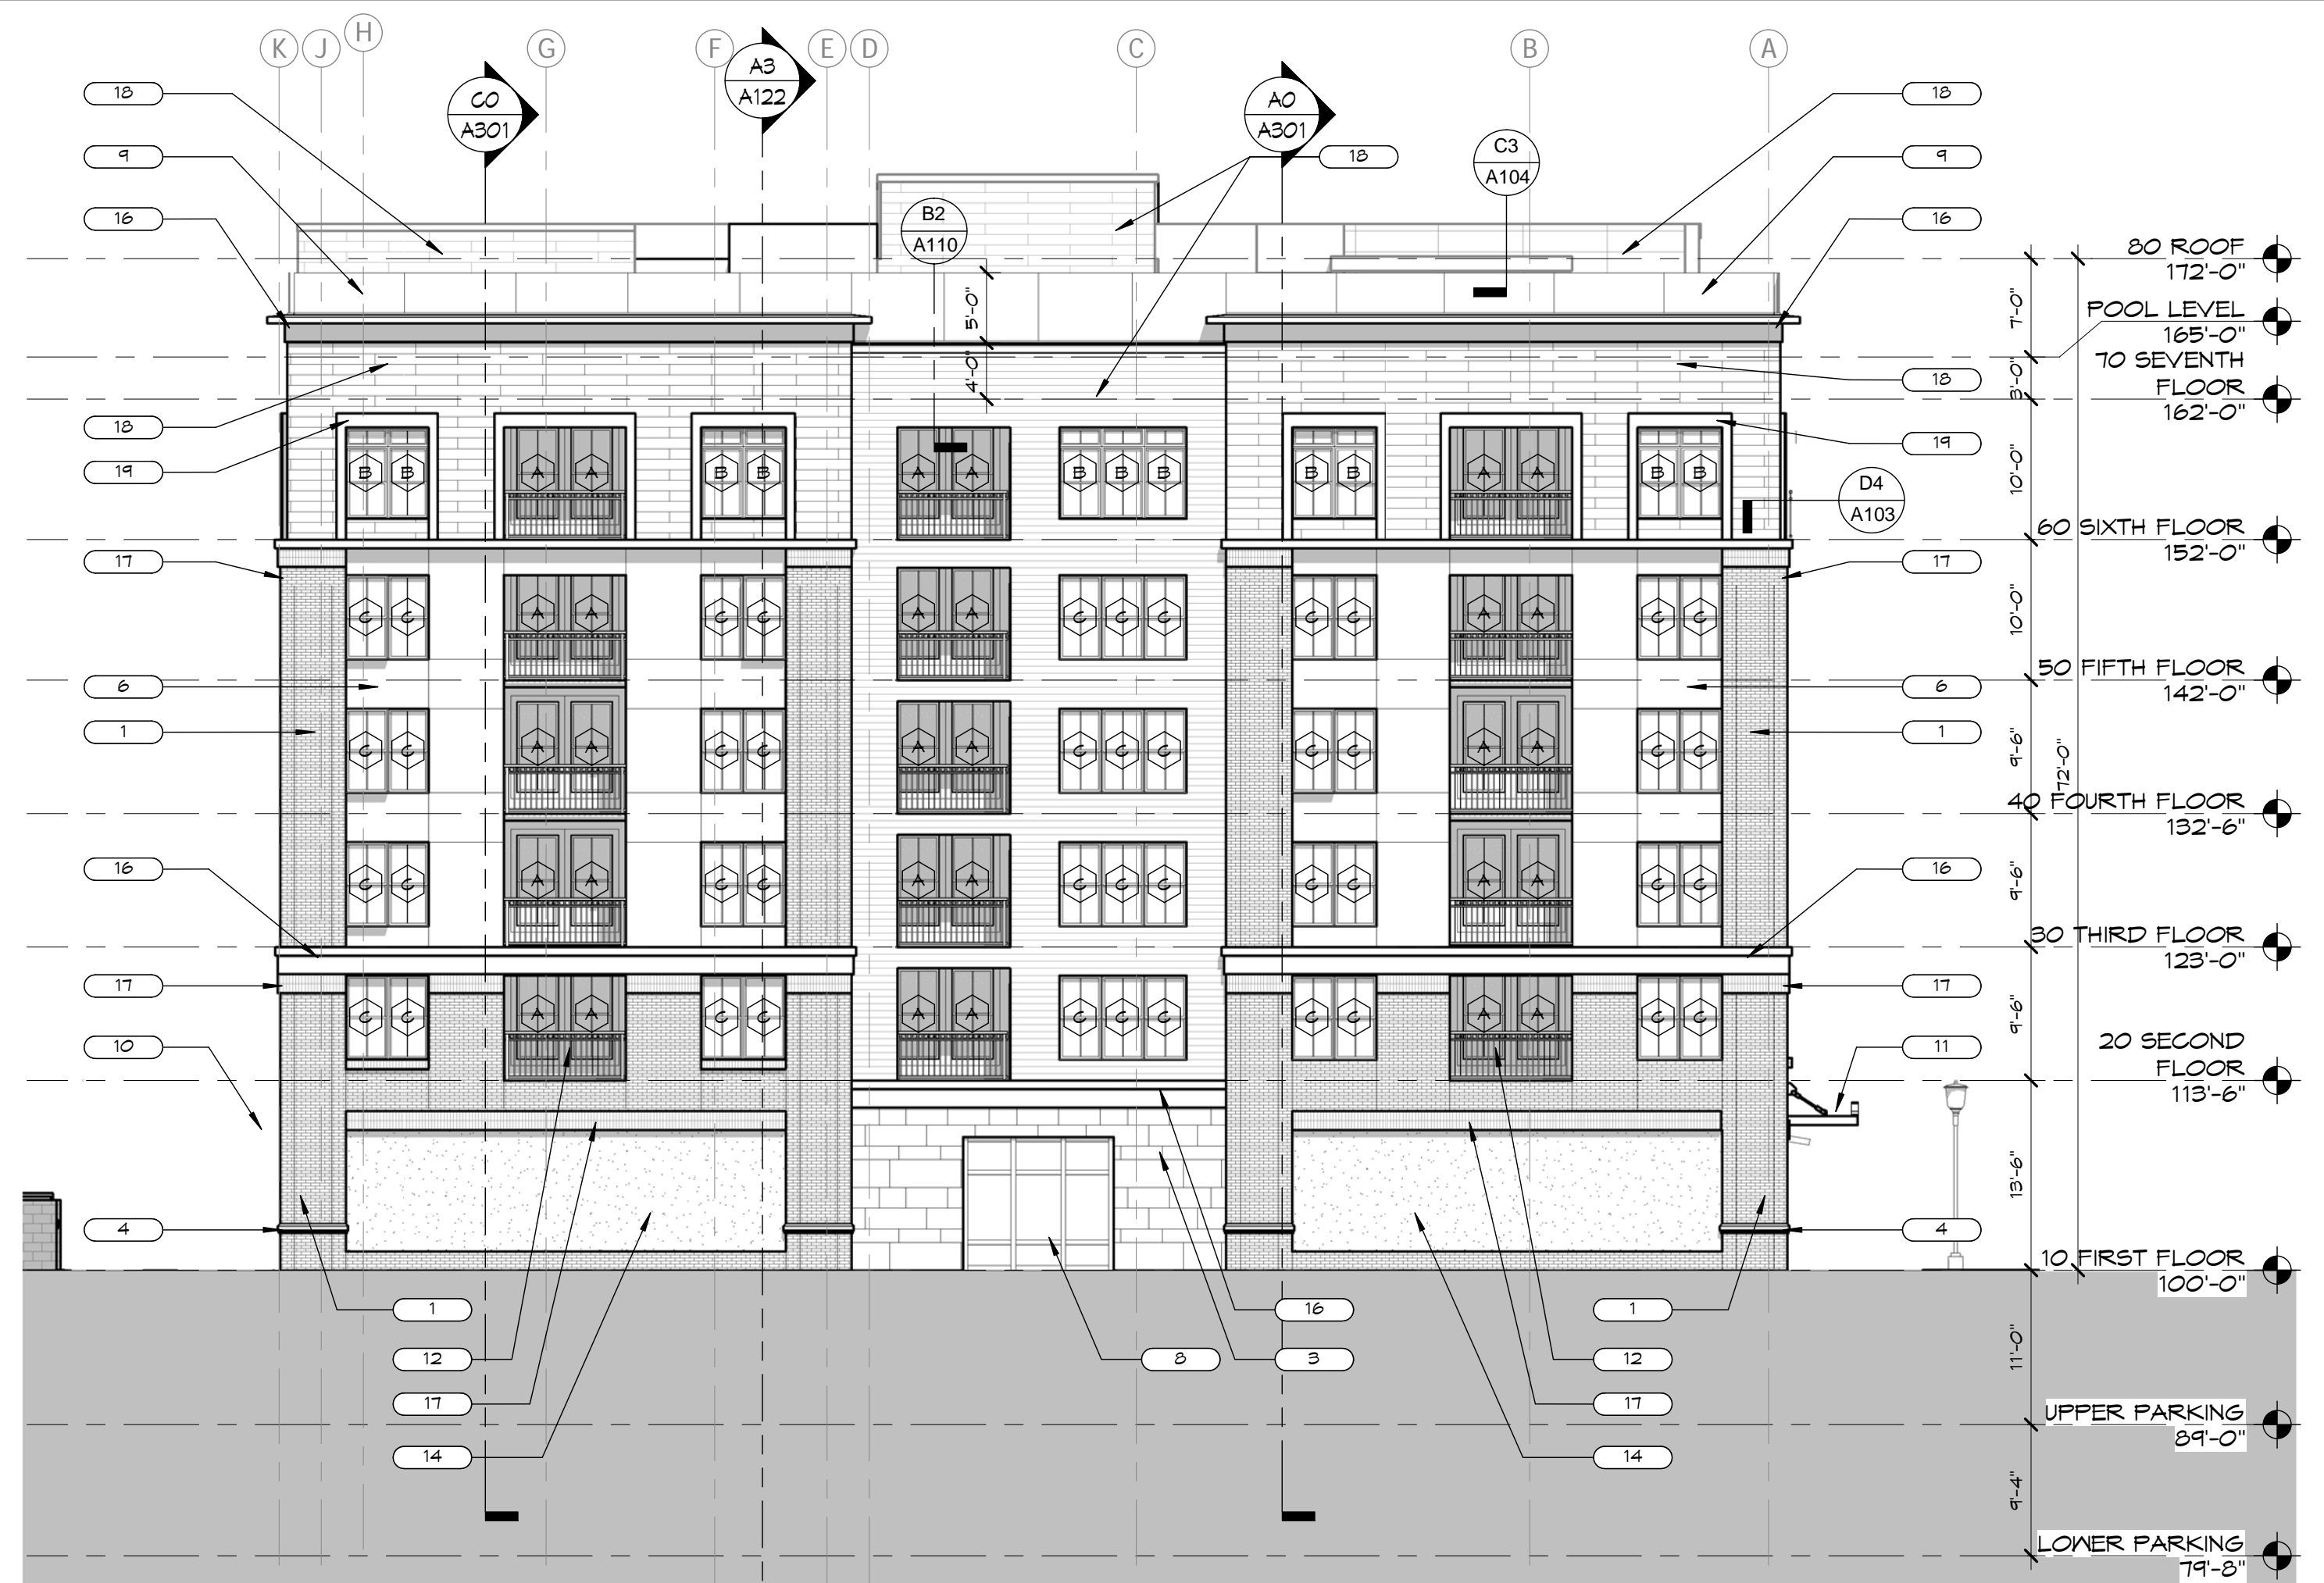 K J H G F E D C B A
A3
A122
CO
A301
AO
A301
18
18
9
9
18
C3
A104
16
16
B2
A110
80 ROOF
172'-0"
POOL LEVEL
165'-0"
70 SEVENTH
FLOOR
162'-0"
7'-0"
3'-0"
5'-0"
4'-0"
18
18
19
19
B B A A B B A A B B B B B A A B B
10'-0"
D4
A103
60 SIXTH FLOOR
152'-0"
17
17
C C A A C C A A C C C C C A A C C
10'-0"
50 FIFTH FLOOR
142'-0"
6
6
1
1
C C A A C C A A C C C C C A A C C
9'-6"
72'-0"
40 FOURTH FLOOR
132'-6"
16
16
C C A A C C A A C C C C C A A C C
9'-6"
30 THIRD FLOOR
123'-0"
17
17
C C A A C C A A C C C C C A A C C
9'-6"
10
11
20 SECOND
FLOOR
113'-6"
13'-6"
4
4
10 FIRST FLOOR
100'-0"
1
16
1
12
8
3
12
11'-0"
17
17
UPPER PARKING
89'-0"
14
14
9'-4"
LOWER PARKING
79'-8"